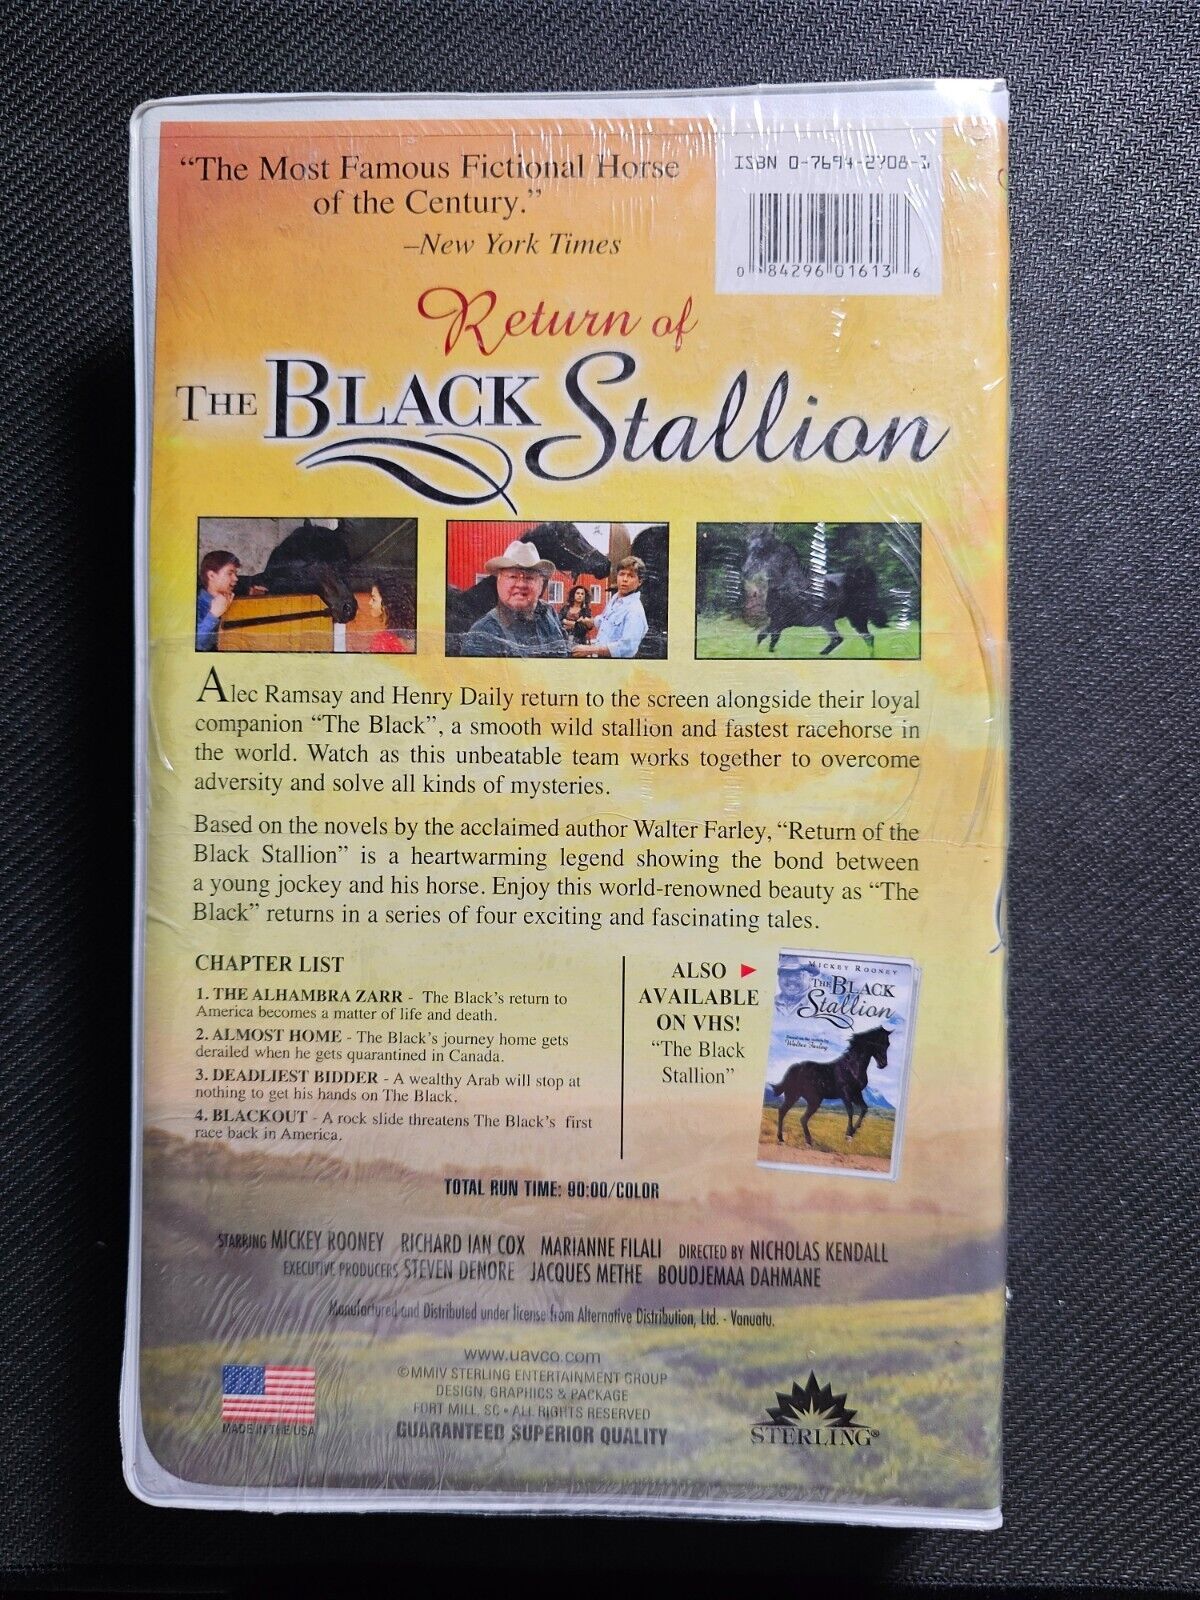 “The Most Famous Fictional Horse
of the Century.”
–New York Times
ISBN 0-7694-2908-3
0 84296 01613 6
Return of
THE BLACK Stallion
Alec Ramsay and Henry Daily return to the screen alongside their loyal
companion “The Black”, a smooth wild stallion and fastest racehorse in
the world. Watch as this unbeatable team works together to overcome
adversity and solve all kinds of mysteries.
Based on the novels by the acclaimed author Walter Farley, “Return of the
Black Stallion” is a heartwarming legend showing the bond between
a young jockey and his horse. Enjoy this world-renowned beauty as “The
Black” returns in a series of four exciting and fascinating tales.
CHAPTER LIST
1. THE ALHAMBRA ZARR - The Black’s return to
America becomes a matter of life and death.
2. ALMOST HOME - The Black’s journey home gets
derailed when he gets quarantined in Canada.
3. DEADLIEST BIDDER - A wealthy Arab will stop at
nothing to get his hands on The Black.
4. BLACKOUT - A rock slide threatens The Black’s first
race back in America.
ALSO
AVAILABLE
ON VHS!
“The Black
Stallion”
MICKEY ROONEY
THE BLACK
Stallion
Walter Farley
TOTAL RUN TIME: 90:00/COLOR
STARRING MICKEY ROONEY RICHARD IAN COX MARIANNE FILALI DIRECTED BY NICHOLAS KENDALL
EXECUTIVE PRODUCERS STEVEN DENORE JACQUES METHE BOUDJEMAA DAHMANE
Manufactured and Distributed under license from Alternative Distribution, Ltd. - Vanuatu.
www.uavco.com
©MMIV STERLING ENTERTAINMENT GROUP
DESIGN, GRAPHICS & PACKAGE
FORT MILL, SC • ALL RIGHTS RESERVED
GUARANTEED SUPERIOR QUALITY
MADE IN THE USA
STERLING®